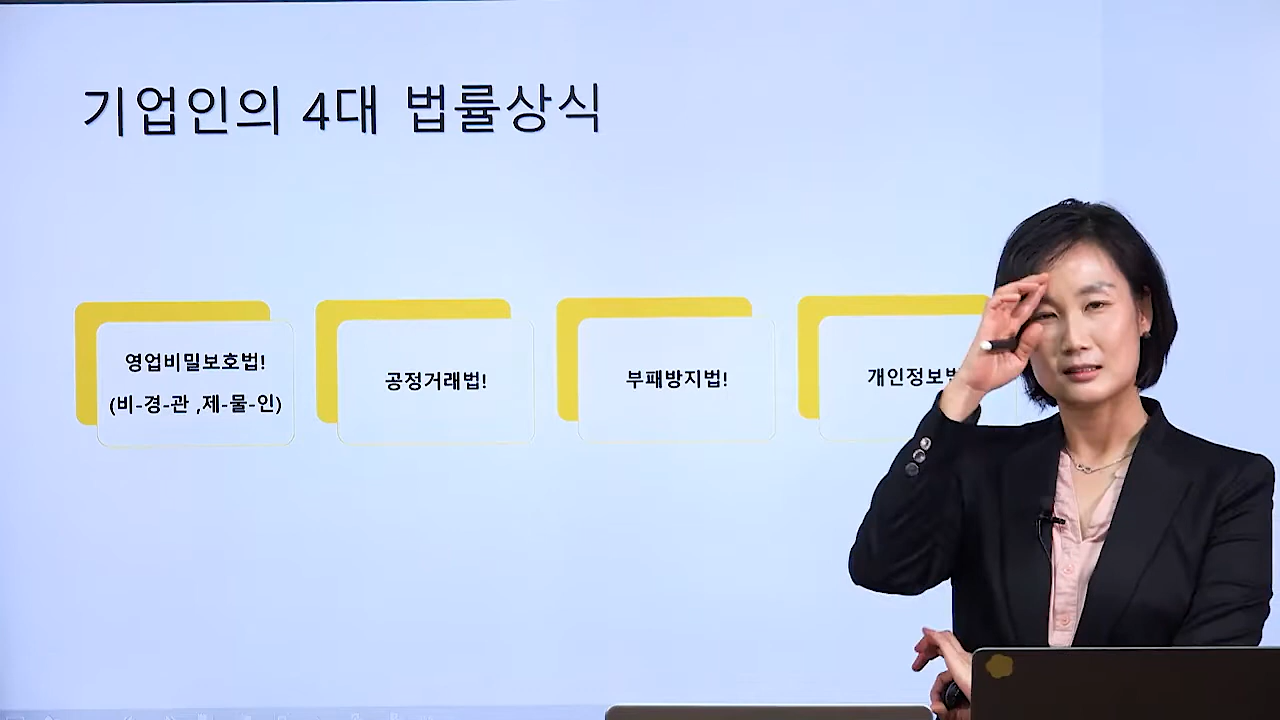 기업인의 4대 법률상식
영업비밀보호법!
(비-경-관 ,제-물-인)
공정거래법!
부패방지법!
개인정보